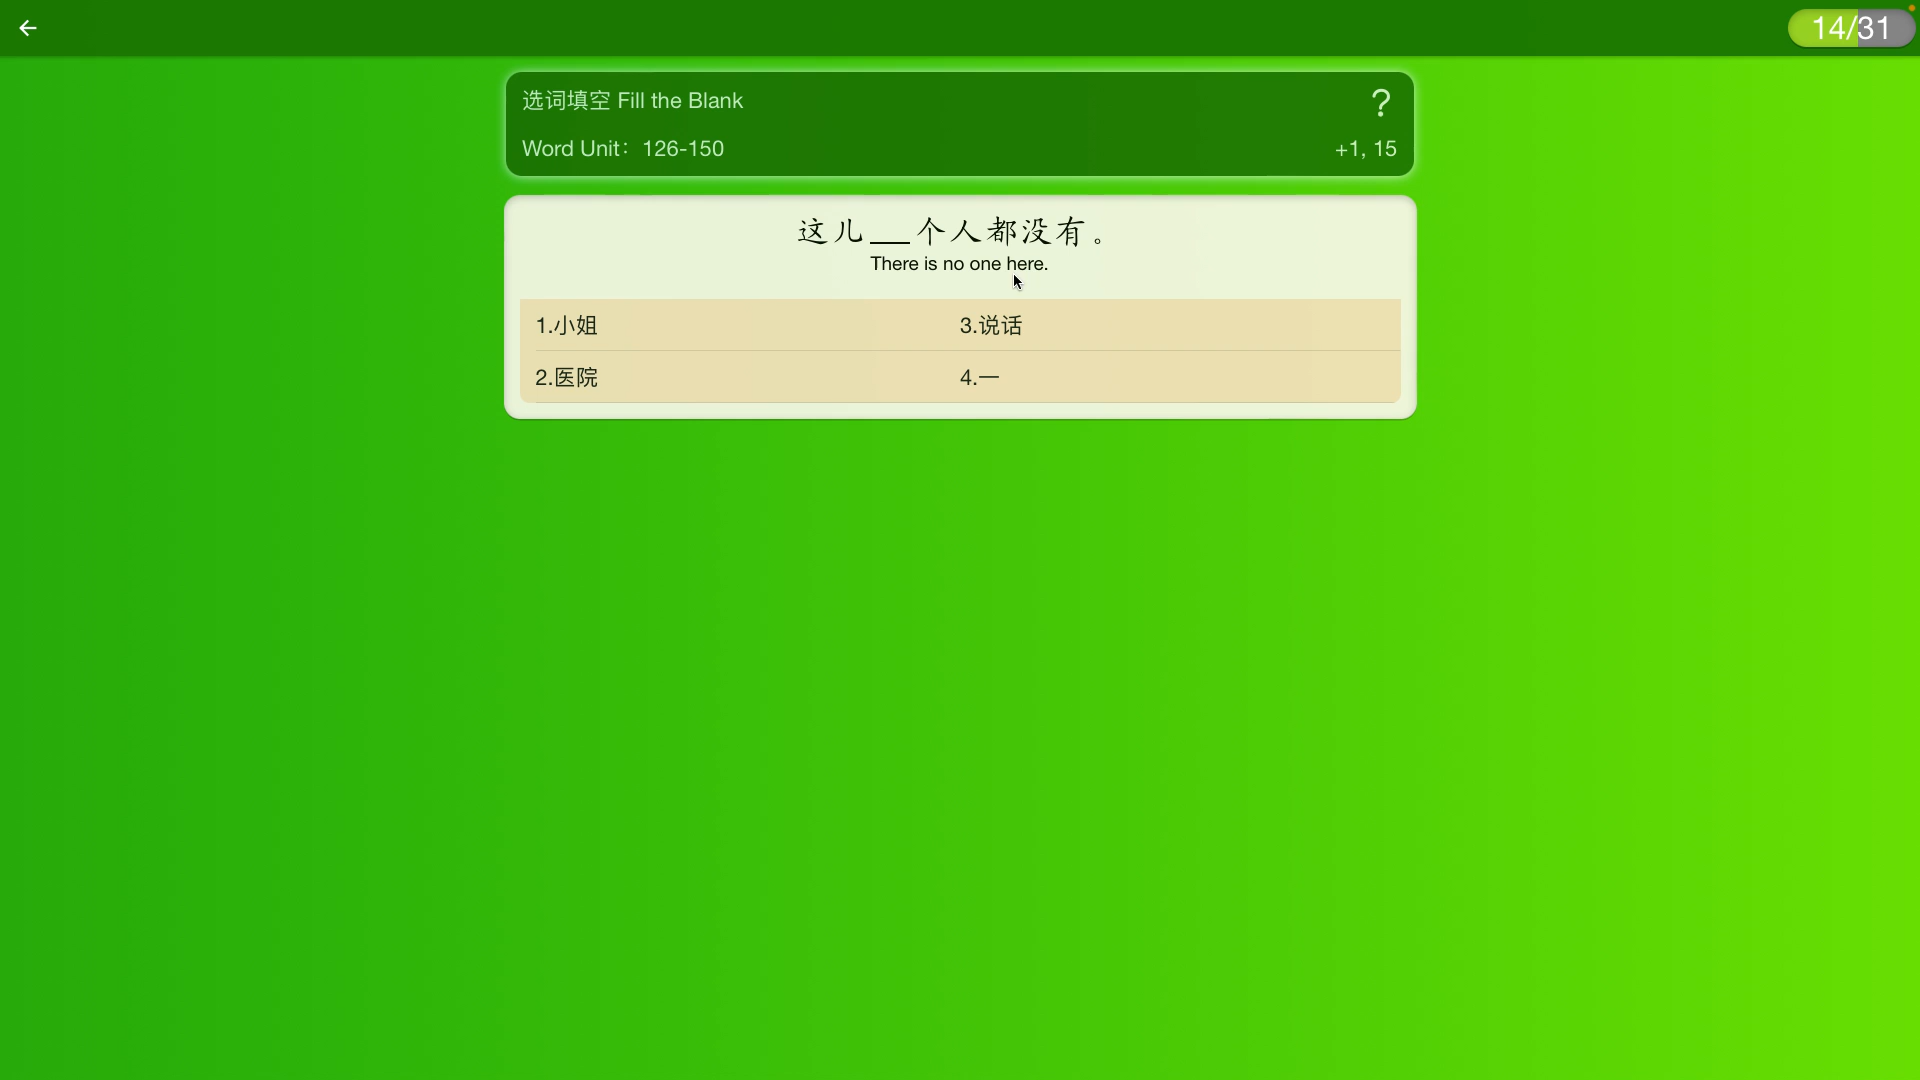 14/31
选词填空 Fill the Blank
?
Word Unit：126-150
+1, 15
这儿__个人都没有。
There is no one here.
1.小姐
3.说话
2.医院
4.一